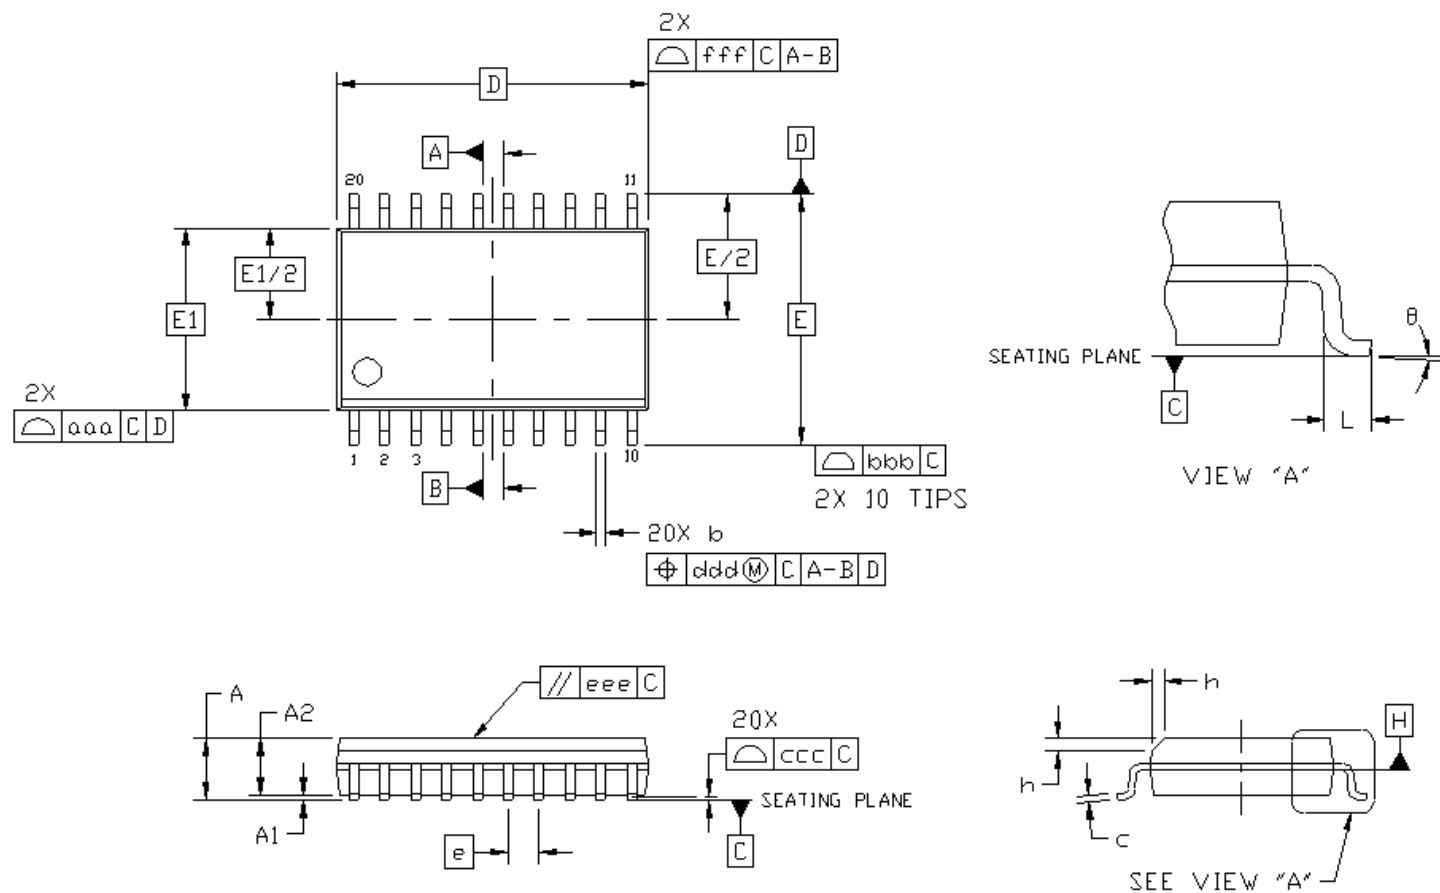 2X
fff C A-B
D
A
D
20
11
E1/2
E/2
E1
E
2X
aaa C D
1 2 3
10
B
bbb C
2X 10 TIPS
20X b
ddd M C A-B D
θ
SEATING PLANE
C
L
VIEW "A"
// eee C
A
A2
20X
ccc C
SEATING PLANE
A1
e
C
h
H
h
c
SEE VIEW "A"